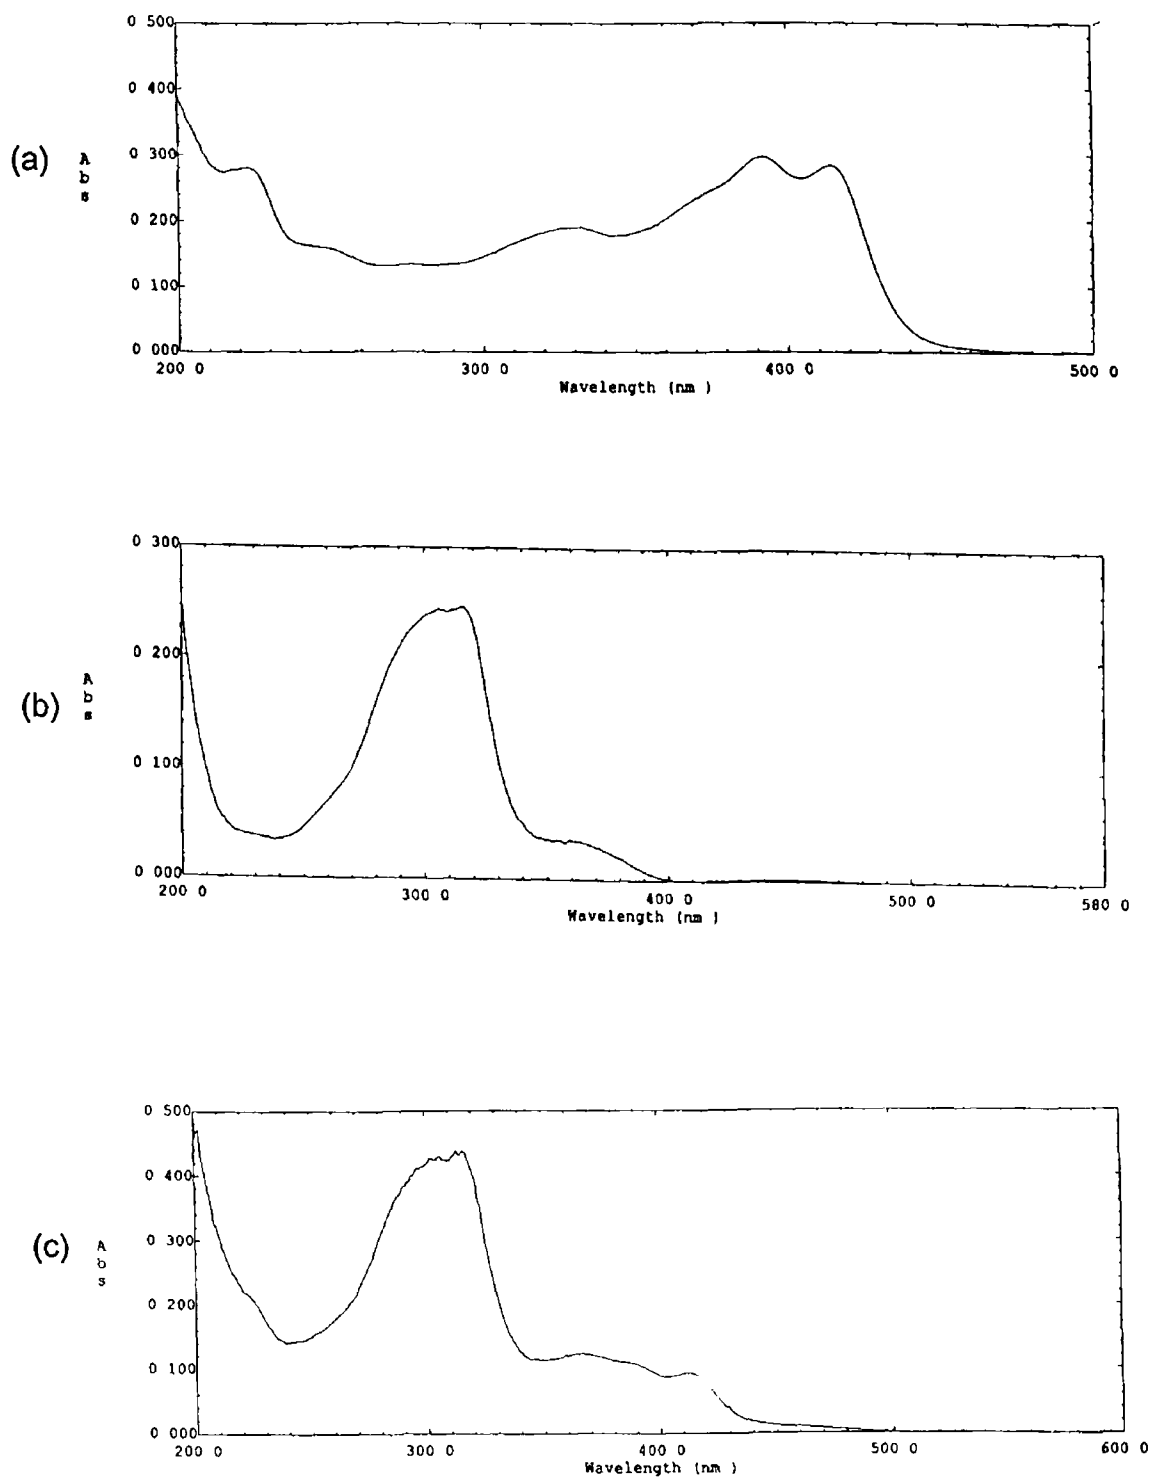 0 500
0 400
(a)
A
b
s
0 300
0 200
0 100
0 000
200 0 300 0 400 0 500 0
Wavelength (nm )
0 300
0 200
(b)
A
b
s
0 100
0 000
200 0 300 0 400 0 500 0 580 0
Wavelength (nm )
0 500
0 400
(c)
A
b
s
0 300
0 200
0 100
0 000
200 0 300 0 400 0 500 0 600 0
Wavelength (nm )